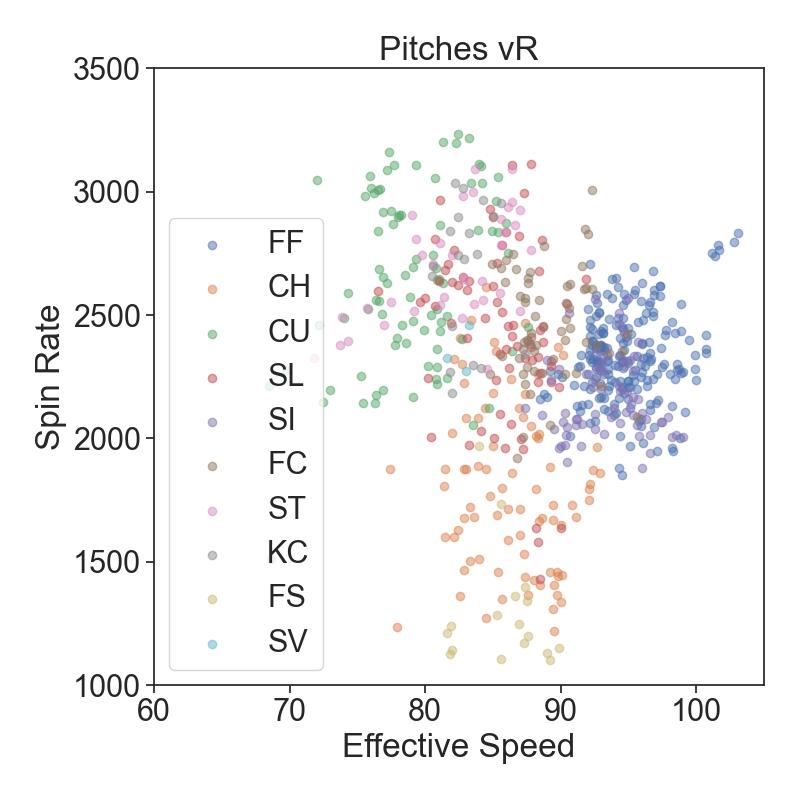 Pitches vR
3500
3000
2500
2000
1500
1000
Spin Rate
FF
CH
CU
SL
SI
FC
ST
KC
FS
SV
60 70 80 90 100
Effective Speed